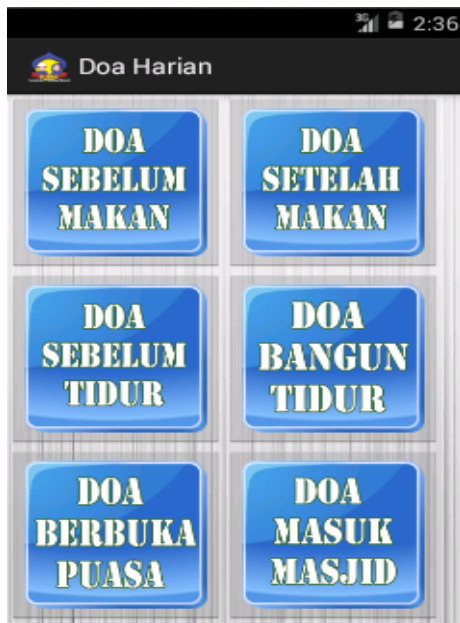 3G 2:36
Doa Harian
DOA
SEBELUM
MAKAN
DOA
SETELAH
MAKAN
DOA
SEBELUM
TIDUR
DOA
BANGUN
TIDUR
DOA
BERBUKA
PUASA
DOA
MASUK
MASJID